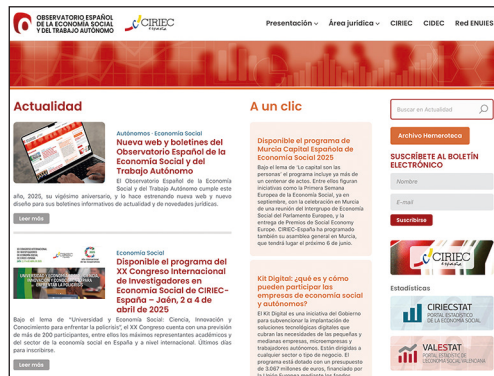 OBSERVATORIO ESPAÑOL
DE LA ECONOMÍA SOCIAL
Y DEL TRABAJO AUTÓNOMO
CIRIEC
españa
Presentación
Área jurídica
CIRIEC
CIDEC
Red ENUIES
Actualidad
Autónomos · Economía Social
Nueva web y boletines del
Observatorio Español de la
Economía Social y del
Trabajo Autónomo
El Observatorio Español de la Economía
Social y del Trabajo Autónomo cumple este
año, 2025, su vigésimo aniversario, y lo hace estrenando nueva web y nuevo
diseño para sus boletines informativos de actualidad y de novedades jurídicas.
Leer más
Economía Social
Disponible el programa del
XX Congreso Internacional
de Investigadores en
Economía Social de CIRIEC-
España – Jaén, 2 a 4 de
abril de 2025
Bajo el lema de “Universidad y Economía Social: Ciencia, Innovación y
Conocimiento para enfrentar la policrisis”, el XX Congreso cuenta con una previsión
de más de 200 participantes, entre ellos los máximos representantes académicos y
del sector de la economía social en España y a nivel internacional. Últimos días
para inscribirse.
Leer más
A un clic
Disponible el programa de
Murcia Capital Española de
Economía Social 2025
Bajo el lema de 'Lo capital son las
personas' el programa incluye ya más de
un centenar de actos. Entre ellos figuran
iniciativas como la Primera Semana
Europea de la Economía Social, ya en
septiembre, con la celebración en Murcia
de una reunión del Intergrupo de Economía
Social del Parlamento Europeo, y la
entrega de Premios de Social Economy
Europe. CIRIEC-España ha programado
también su asamblea general en Murcia,
que tendrá lugar el próximo 6 de junio.
Kit Digital: ¿qué es y cómo
pueden participar las
empresas de economía social
y autónomos?
El Kit Digital es una iniciativa del Gobierno
para subvencionar la implantación de
soluciones tecnológicas digitales que
cubran las necesidades de las pequeñas y
medianas empresas, microempresas y
trabajadores autónomos. Están dirigidas a
cualquier sector o tipo de negocio. El
programa está dotado con un presupuesto
de 3.067 millones de euros, financiado por
la Unión Europea mediante los fondos
Buscar en Actualidad
Archivo Hemeroteca
SUSCRÍBETE AL BOLETÍN
ELECTRÓNICO
Nombre
E-mail
Suscribirse
CIRIEC
españa
Estadísticas
CIRIECSTAT
PORTAL ESTADÍSTICO
DE LA ECONOMÍA SOCIAL
VALESTAT
PORTAL ESTADÍSTIC DE
L'ECONOMIA SOCIAL VALENCIANA